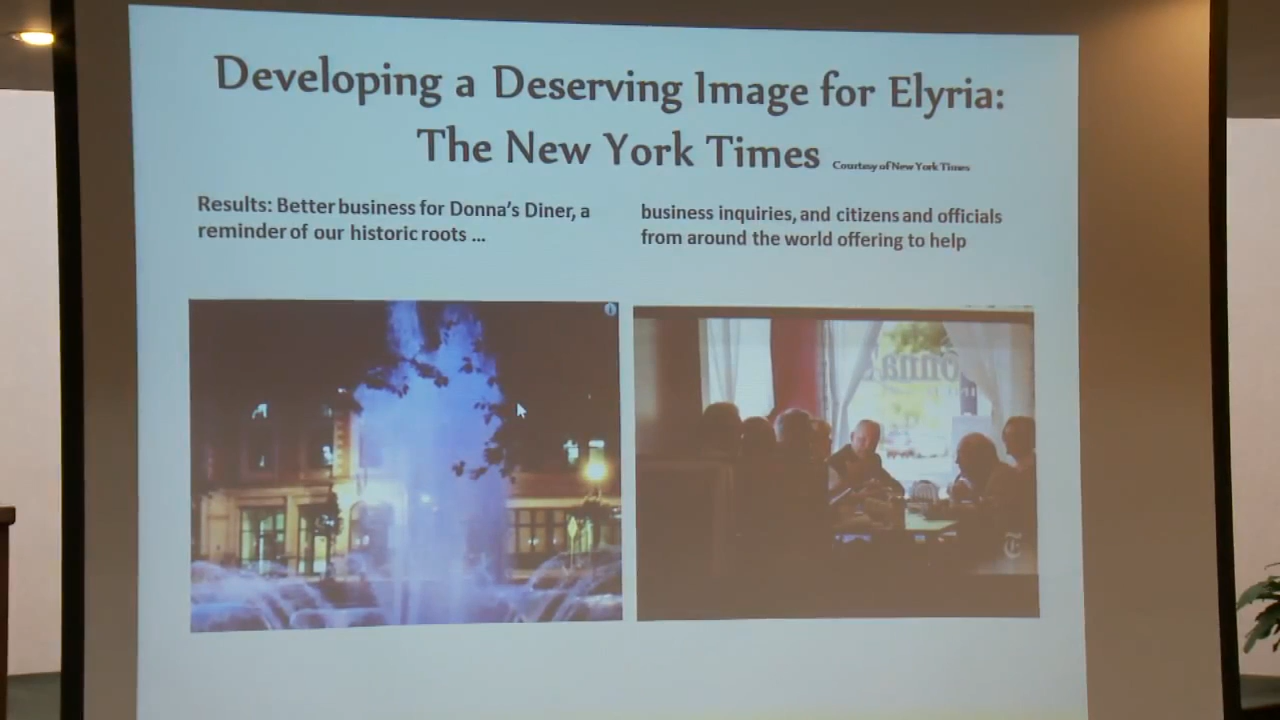 Developing a Deserving Image for Elyria:
The New York Times Courtesy of New York Times
Results: Better business for Donna's Diner, a
reminder of our historic roots ...
business inquiries, and citizens and officials
from around the world offering to help
T